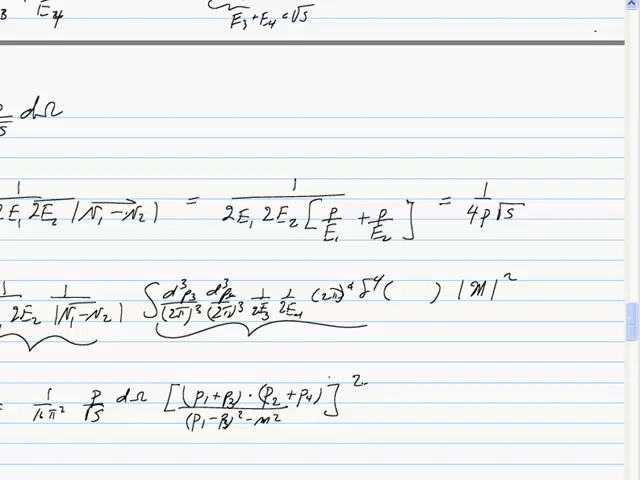 E₄
E₃ + E₄ = √s
p/√s dΩ
1/(2E₁ 2E₂ |v₁ − v₂|) = 1/(2E₁ 2E₂ [p/E₁ + p/E₂]) = 1/(4p√s)
1/2E₂ 1/|v₁ − v₂| ∫ d³p₃/(2π)³ d³p₄/(2π)³ 1/2E₃ 1/2E₄ (2π)⁴ δ⁴( ) |M|²
= 1/16π² p/√s dΩ [(p₁ + p₃) · (p₂ + p₄)/((p₁ − p₃)² − m²)]²